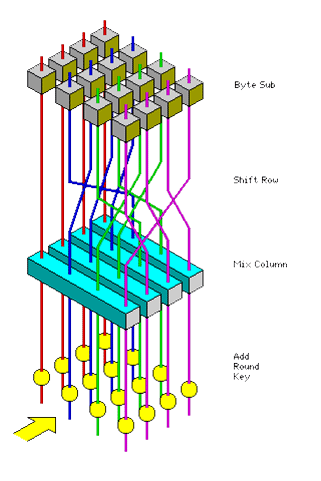 Byte Sub
Shift Row
Mix Column
Add
Round
Key